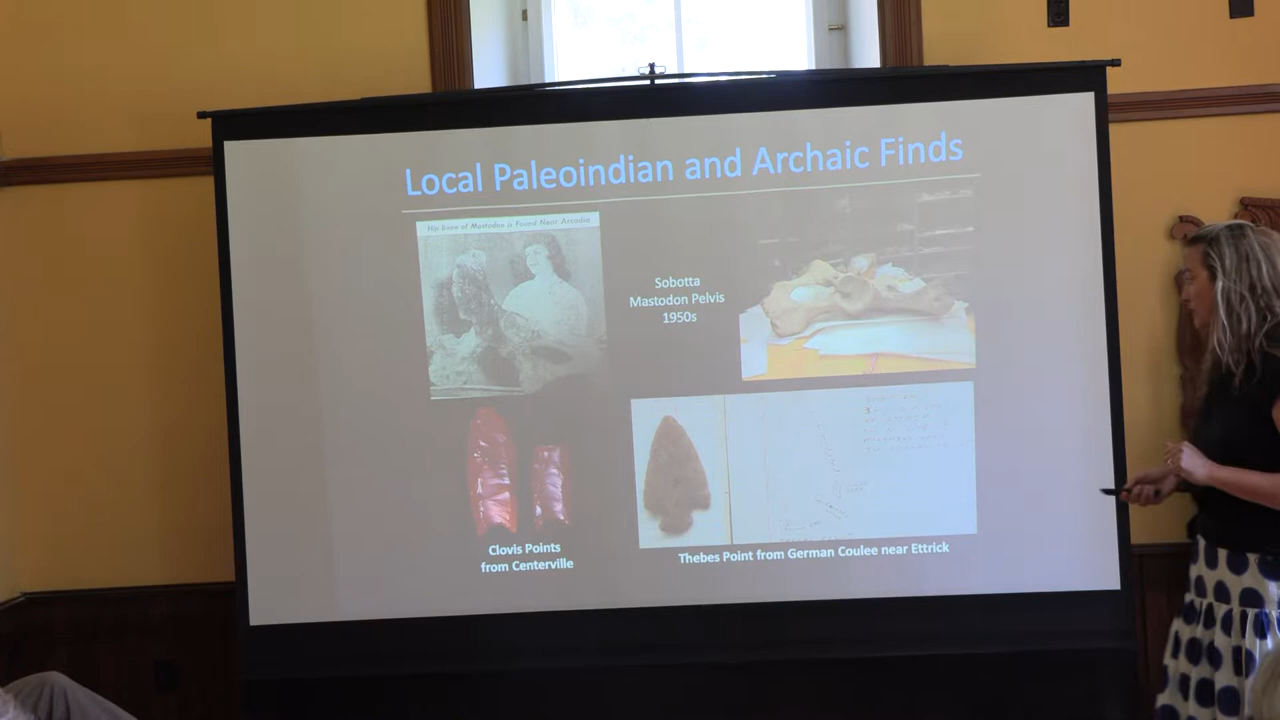 Local Paleoindian and Archaic Finds
Hip Bone of Mastodon is Found Near Arcadia
Sobotta
Mastodon Pelvis
1950s
Clovis Points
from Centerville
Thebes Point from German Coulee near Ettrick